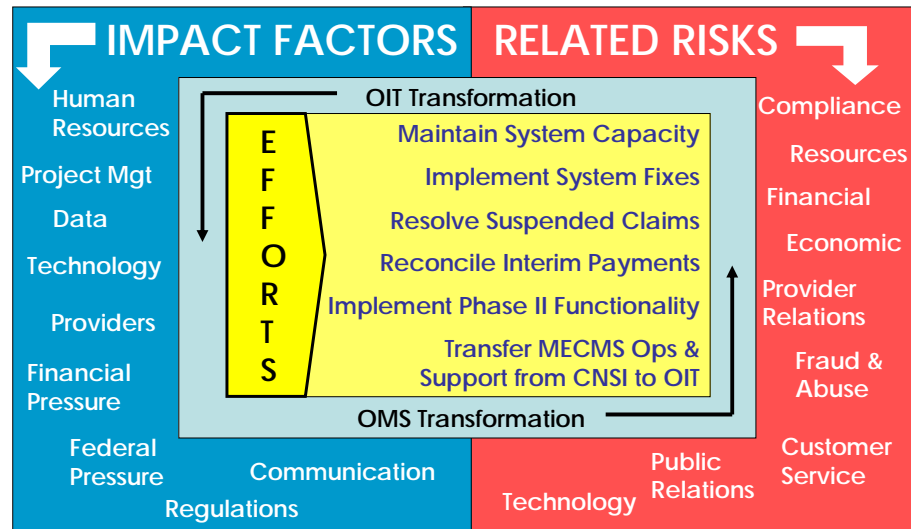 IMPACT FACTORS
RELATED RISKS
Human
Resources
Project Mgt
Data
Technology
Providers
Financial
Pressure
Federal
Pressure
Communication
Regulations
OIT Transformation
EFFORTS
Maintain System Capacity
Implement System Fixes
Resolve Suspended Claims
Reconcile Interim Payments
Implement Phase II Functionality
Transfer MECMS Ops &
Support from CNSI to OIT
OMS Transformation
Compliance
Resources
Financial
Economic
Provider
Relations
Fraud &
Abuse
Customer
Service
Public
Relations
Technology